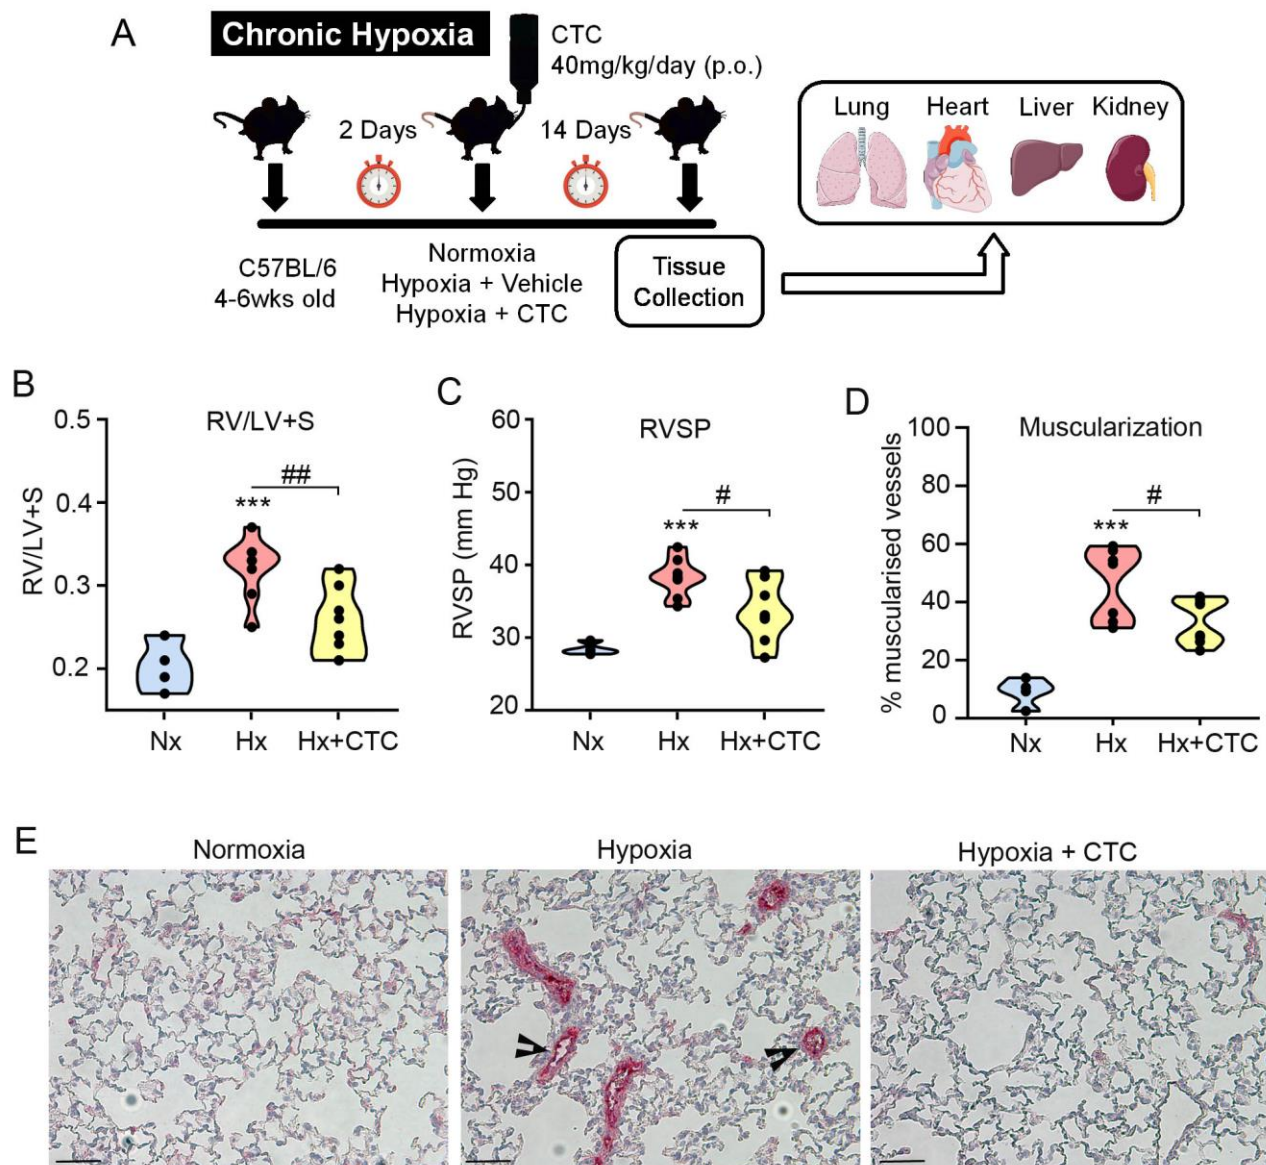 A
Chronic Hypoxia
CTC
40mg/kg/day (p.o.)
2 Days
14 Days
Lung
Heart
Liver
Kidney
C57BL/6
4-6wks old
Normoxia
Hypoxia + Vehicle
Hypoxia + CTC
Tissue
Collection
B
RV/LV+S
RV/LV+S
0.5
0.4
0.3
0.2
***
##
Nx
Hx
Hx+CTC
C
RVSP
RVSP (mm Hg)
60
50
40
30
20
***
#
Nx
Hx
Hx+CTC
D
Muscularization
% muscularised vessels
100
80
60
40
20
0
***
#
Nx
Hx
Hx+CTC
E
Normoxia
Hypoxia
Hypoxia + CTC